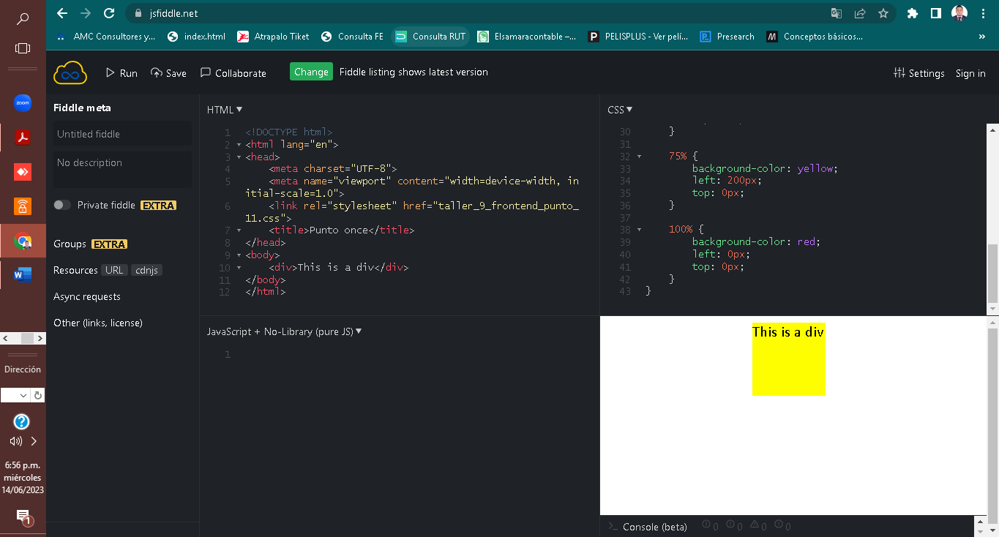 jsfiddle.net
AMC Consultores y...
index.html
Atrapalo Tiket
Consulta FE
Consulta RUT
Elsamaracontable –...
PELISPLUS - Ver pelí...
Presearch
Conceptos básicos...
»
Run
Save
Collaborate
Change
Fiddle listing shows latest version
Settings
Sign in
zoom
Dirección
6:56 p.m.
miércoles
14/06/2023
1
Fiddle meta
Untitled fiddle
No description
Private fiddle EXTRA
Groups EXTRA
Resources URL cdnjs
Async requests
Other (links, license)
HTML
1 <!DOCTYPE html>
2 <html lang="en">
3 <head>
4 <meta charset="UTF-8">
5 <meta name="viewport" content="width=device-width, in
itial-scale=1.0">
6 <link rel="stylesheet" href="taller_9_frontend_punto_
11.css">
7 <title>Punto once</title>
8 </head>
9 <body>
10 <div>This is a div</div>
11 </body>
12 </html>
CSS
30 }
31
32 75% {
33 background-color: yellow;
34 left: 200px;
35 top: 0px;
36 }
37
38 100% {
39 background-color: red;
40 left: 0px;
41 top: 0px;
42 }
43 }
JavaScript + No-Library (pure JS)
1
This is a div
Console (beta)
0 0 0 0